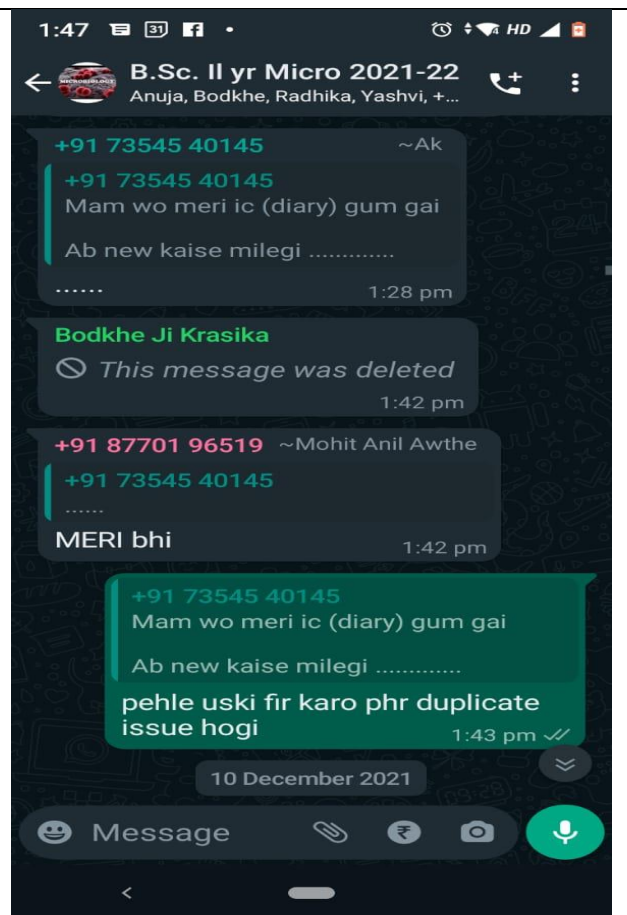 1:47 31 f • HD
B.Sc. II yr Micro 2021-22
Anuja, Bodkhe, Radhika, Yashvi, +...
+91 73545 40145 ~Ak
+91 73545 40145
Mam wo meri ic (diary) gum gai
Ab new kaise milegi .............
......
1:28 pm
Bodkhe Ji Krasika
This message was deleted
1:42 pm
+91 87701 96519 ~Mohit Anil Awthe
+91 73545 40145
......
MERI bhi
1:42 pm
+91 73545 40145
Mam wo meri ic (diary) gum gai
Ab new kaise milegi .............
pehle uski fir karo phr duplicate
issue hogi
1:43 pm
10 December 2021
Message ₹